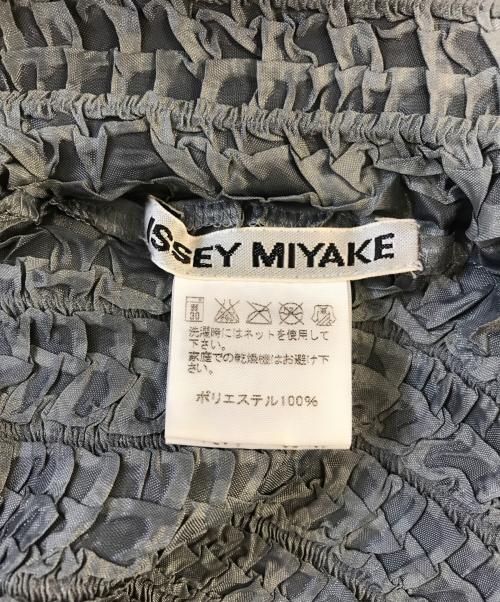 ISSEY MIYAKE
弱
30
洗濯時にはネットを使用して
下さい。
家庭での乾燥機はお避け下
さい。
ポリエステル100%